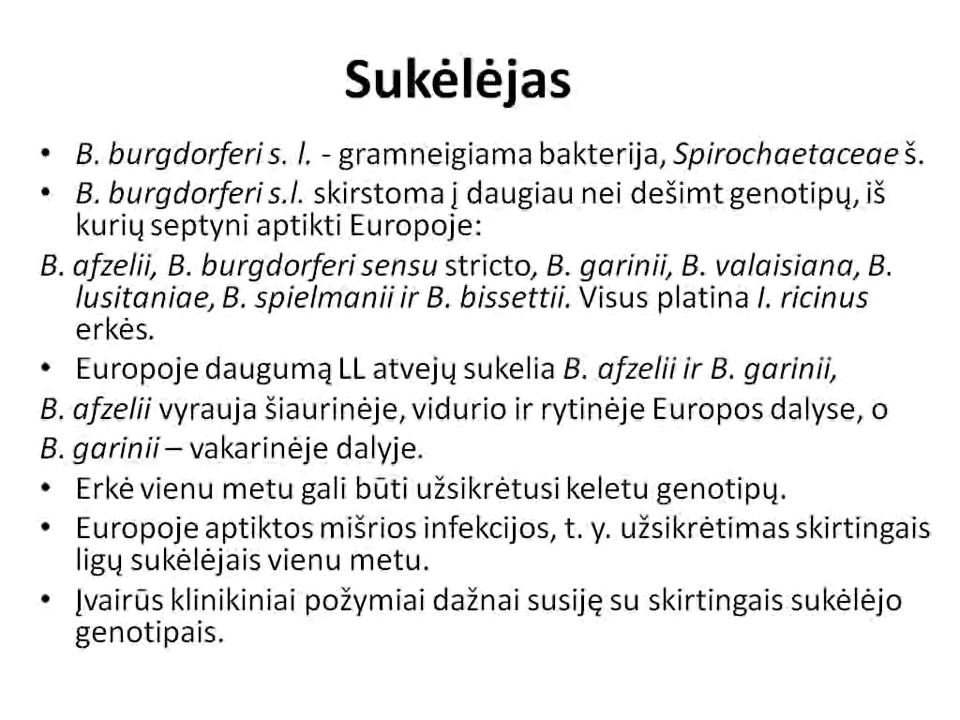 Sukėlėjas
• B. burgdorferi s. l. - gramneigiama bakterija, Spirochaetaceae š.
• B. burgdorferi s.l. skirstoma į daugiau nei dešimt genotipų, iš
kurių septyni aptikti Europoje:
B. afzelii, B. burgdorferi sensu stricto, B. garinii, B. valaisiana, B.
lusitaniae, B. spielmanii ir B. bissettii. Visus platina I. ricinus
erkės.
• Europoje daugumą LL atvejų sukelia B. afzelii ir B. garinii,
B. afzelii vyrauja šiaurinėje, vidurio ir rytinėje Europos dalyse, o
B. garinii – vakarinėje dalyje.
• Erkė vienu metu gali būti užsikrėtusi keletu genotipų.
• Europoje aptiktos mišrios infekcijos, t. y. užsikrėtimas skirtingais
ligų sukėlėjais vienu metu.
• Įvairūs klinikiniai požymiai dažnai susiję su skirtingais sukėlėjo
genotipais.